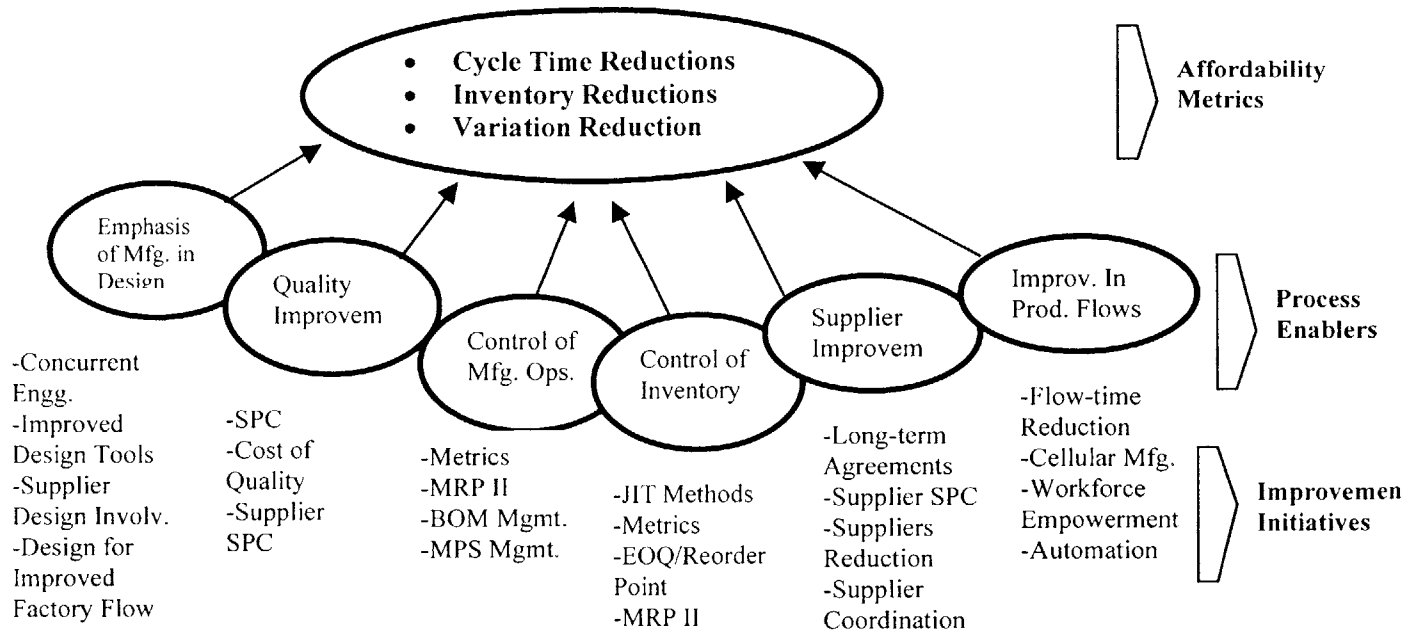 • Cycle Time Reductions
• Inventory Reductions
• Variation Reduction
Affordability
Metrics
Emphasis
of Mfg. in
Design
Quality
Improvem
Control of
Mfg. Ops.
Control of
Inventory
Supplier
Improvem
Improv. In
Prod. Flows
Process
Enablers
-Concurrent
Engg.
-Improved
Design Tools
-Supplier
Design Involv.
-Design for
Improved
Factory Flow
-SPC
-Cost of
Quality
-Supplier
SPC
-Metrics
-MRP II
-BOM Mgmt.
-MPS Mgmt.
-JIT Methods
-Metrics
-EOQ/Reorder
Point
-MRP II
-Long-term
Agreements
-Supplier SPC
-Suppliers
Reduction
-Supplier
Coordination
-Flow-time
Reduction
-Cellular Mfg.
-Workforce
Empowerment
-Automation
Improvemen
Initiatives